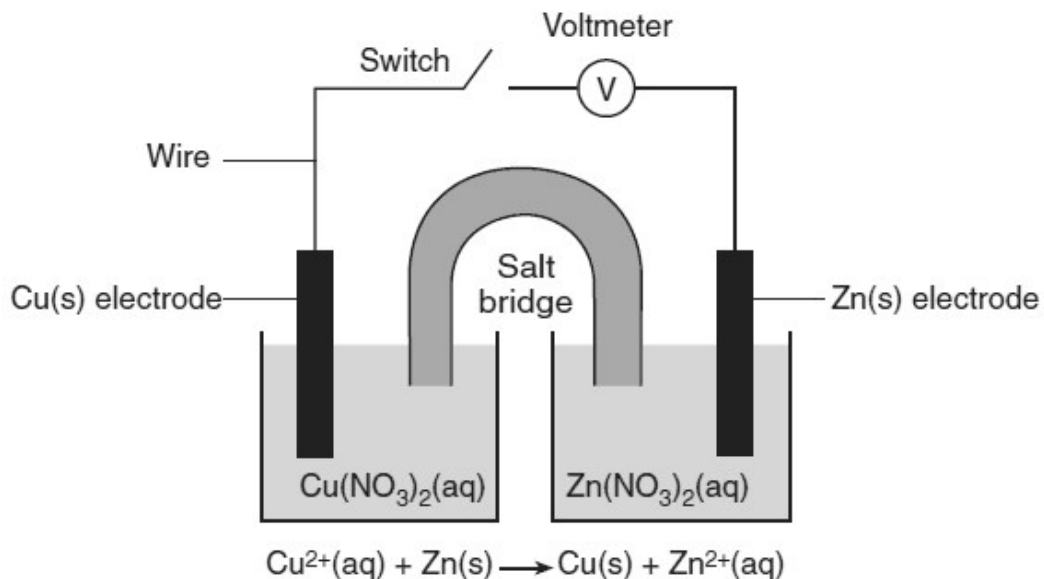 Voltmeter
Switch
V
Wire
Salt
bridge
Cu(s) electrode
Zn(s) electrode
Cu(NO₃)₂(aq)
Zn(NO₃)₂(aq)
Cu²⁺(aq) + Zn(s) → Cu(s) + Zn²⁺(aq)